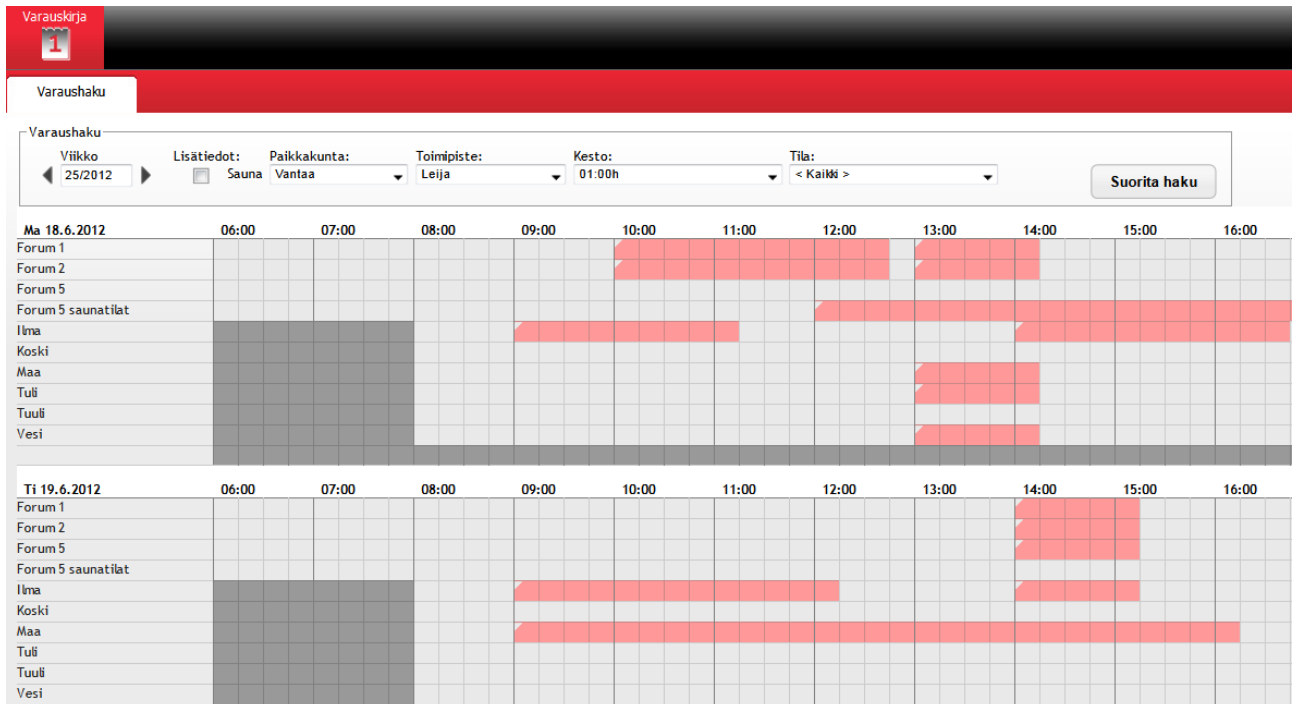 Varauskirja
1
Varaushaku
Varaushaku
Viikko Lisätiedot: Paikkakunta: Toimipiste: Kesto: Tila:
25/2012 Sauna Vantaa Leija 01:00h < Kaikki >
Suorita haku
Ma 18.6.2012 06:00 07:00 08:00 09:00 10:00 11:00 12:00 13:00 14:00 15:00 16:00
Forum 1
Forum 2
Forum 5
Forum 5 saunatilat
Ilma
Koski
Maa
Tuli
Tuuli
Vesi
Ti 19.6.2012 06:00 07:00 08:00 09:00 10:00 11:00 12:00 13:00 14:00 15:00 16:00
Forum 1
Forum 2
Forum 5
Forum 5 saunatilat
Ilma
Koski
Maa
Tuli
Tuuli
Vesi